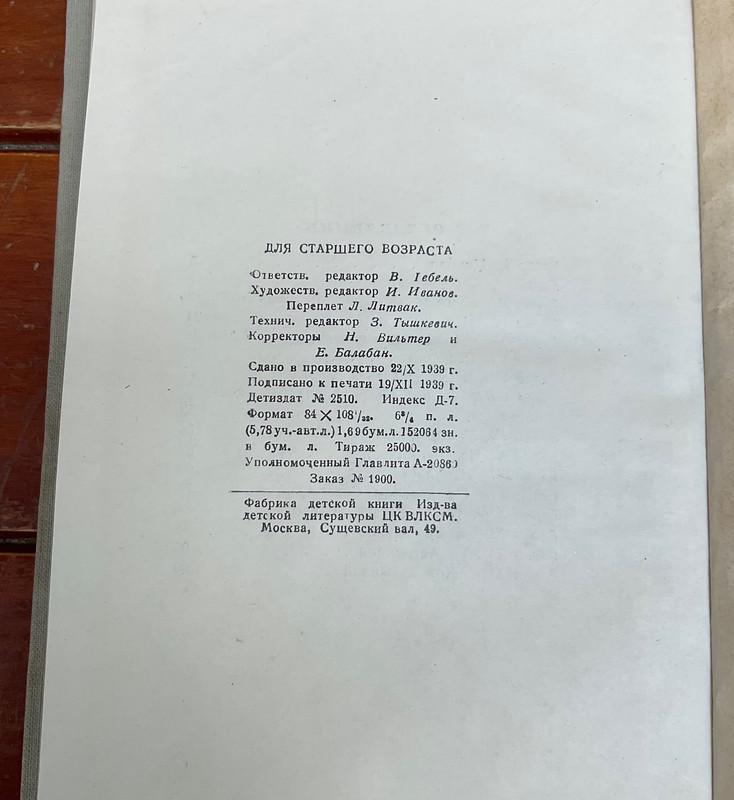 ДЛЯ СТАРШЕГО ВОЗРАСТА
Ответств. редактор В. Гебель.
Художеств. редактор И. Иванов.
Переплет Л. Литвак.
Технич. редактор З. Тышкевич.
Корректоры Н. Вильтер и
Е. Балабан.
Сдано в производство 22/X 1939 г.
Подписано к печати 19/XII 1939 г.
Детиздат № 2510. Индекс Д-7.
Формат 84 × 108¹/₃₂. п. л.
(5,78 уч.-авт.л.) 1,69 бум.л. 152064 зн.
в бум. л. Тираж 25000. экз.
Уполномоченный Главлита А-20860
Заказ № 1900.
Фабрика детской книги Изд-ва
детской литературы ЦК ВЛКСМ.
Москва, Сущевский вал, 49.